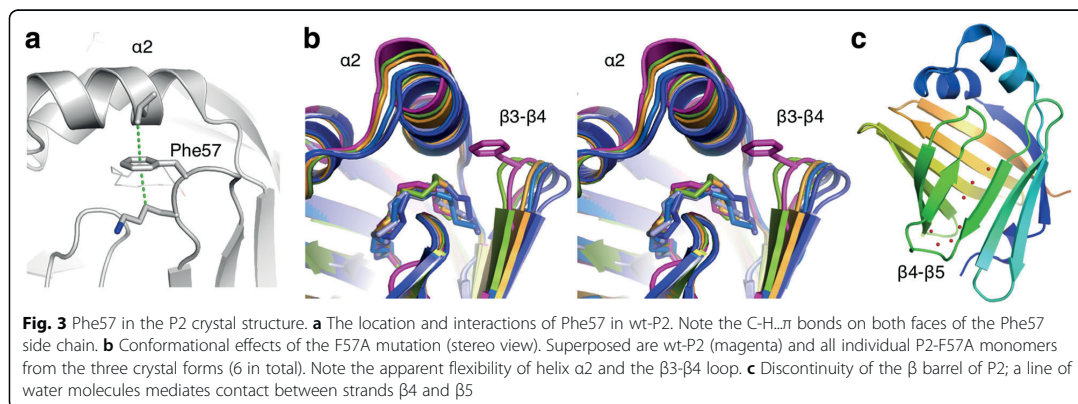 a
α2
Phe57
b
α2
β3-β4
β3-β4
c
β4-β5
Fig. 3 Phe57 in the P2 crystal structure. a The location and interactions of Phe57 in wt-P2. Note the C-H...π bonds on both faces of the Phe57
side chain. b Conformational effects of the F57A mutation (stereo view). Superposed are wt-P2 (magenta) and all individual P2-F57A monomers
from the three crystal forms (6 in total). Note the apparent flexibility of helix α2 and the β3-β4 loop. c Discontinuity of the β barrel of P2; a line of
water molecules mediates contact between strands β4 and β5